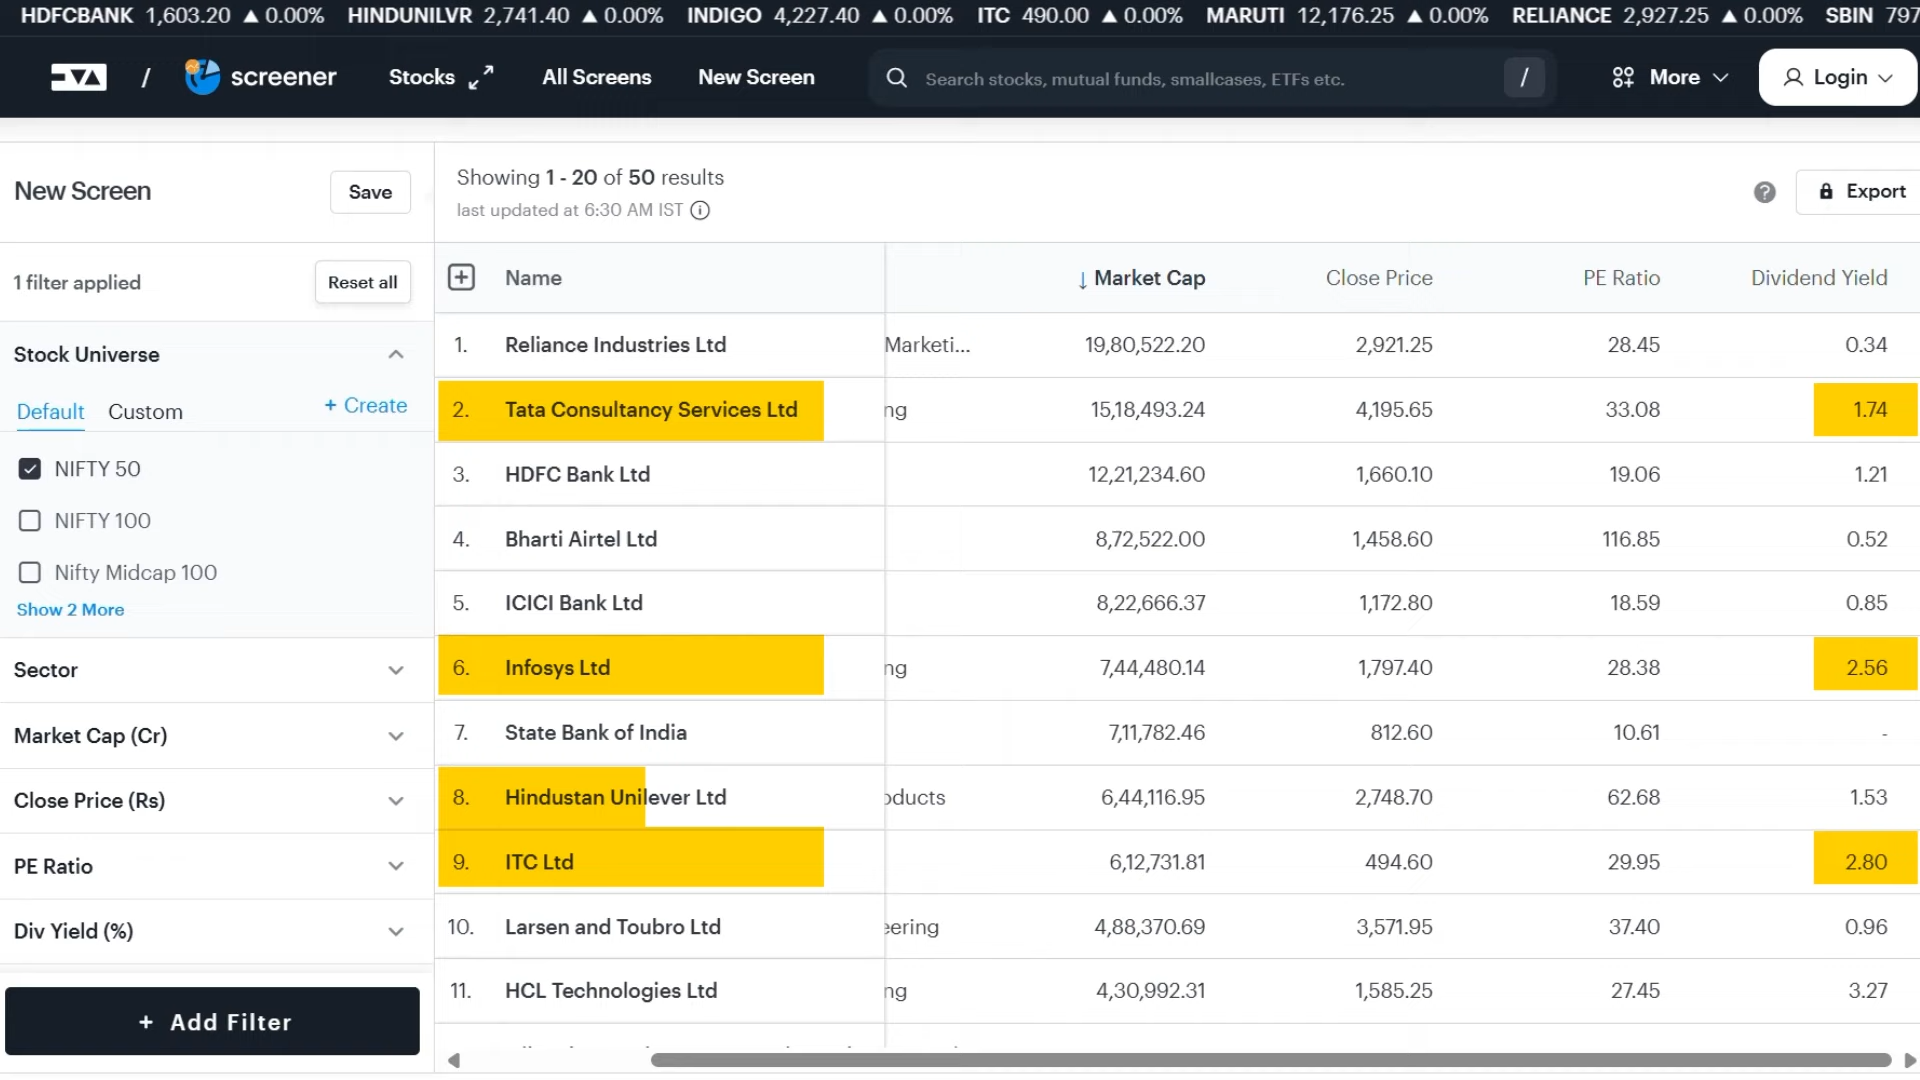 HDFCBANK 1,603.20 ▲ 0.00% HINDUNILVR 2,741.40 ▲ 0.00% INDIGO 4,227.40 ▲ 0.00% ITC 490.00 ▲ 0.00% MARUTI 12,176.25 ▲ 0.00% RELIANCE 2,927.25 ▲ 0.00% SBIN 797
/ screener Stocks All Screens New Screen Search stocks, mutual funds, smallcases, ETFs etc. / More Login
New Screen Save
Showing 1 - 20 of 50 results
last updated at 6:30 AM IST
Export
1 filter applied Reset all
Stock Universe
Default Custom + Create
NIFTY 50
NIFTY 100
Nifty Midcap 100
Show 2 More
Sector
Market Cap (Cr)
Close Price (Rs)
PE Ratio
Div Yield (%)
+ Add Filter
Name ↓ Market Cap Close Price PE Ratio Dividend Yield
1. Reliance Industries Ltd Marketi... 19,80,522.20 2,921.25 28.45 0.34
2. Tata Consultancy Services Ltd ng 15,18,493.24 4,195.65 33.08 1.74
3. HDFC Bank Ltd 12,21,234.60 1,660.10 19.06 1.21
4. Bharti Airtel Ltd 8,72,522.00 1,458.60 116.85 0.52
5. ICICI Bank Ltd 8,22,666.37 1,172.80 18.59 0.85
6. Infosys Ltd ng 7,44,480.14 1,797.40 28.38 2.56
7. State Bank of India 7,11,782.46 812.60 10.61 -
8. Hindustan Unilever Ltd oducts 6,44,116.95 2,748.70 62.68 1.53
9. ITC Ltd 6,12,731.81 494.60 29.95 2.80
10. Larsen and Toubro Ltd eering 4,88,370.69 3,571.95 37.40 0.96
11. HCL Technologies Ltd ng 4,30,992.31 1,585.25 27.45 3.27